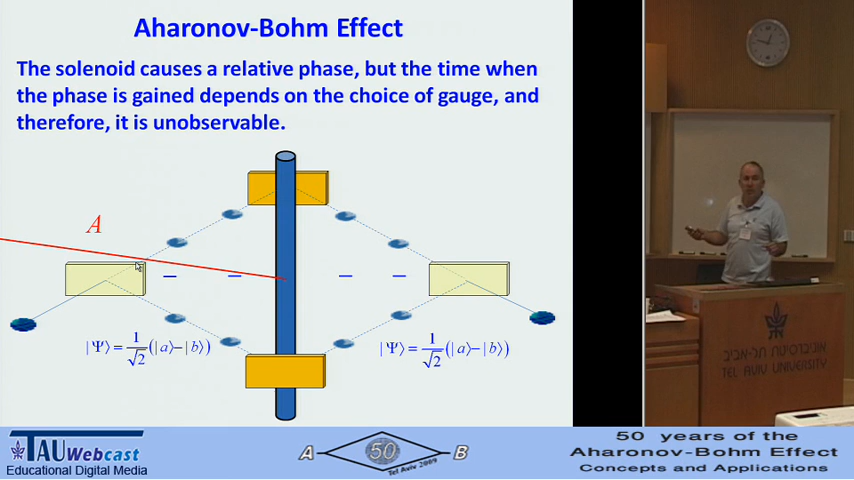 Aharonov-Bohm Effect
The solenoid causes a relative phase, but the time when
the phase is gained depends on the choice of gauge, and
therefore, it is unobservable.
A
– – – –
|Ψ⟩= 1/√2 (|a⟩−|b⟩)
|Ψ⟩= 1/√2 (|a⟩−|b⟩)
אוניברסיטת תל-אביב
TEL AVIV UNIVERSITY
TAU Webcast
Educational Digital Media
A 50 B
Tel Aviv 2009
50 years of the
Aharonov-Bohm Effect
Concepts and Applications